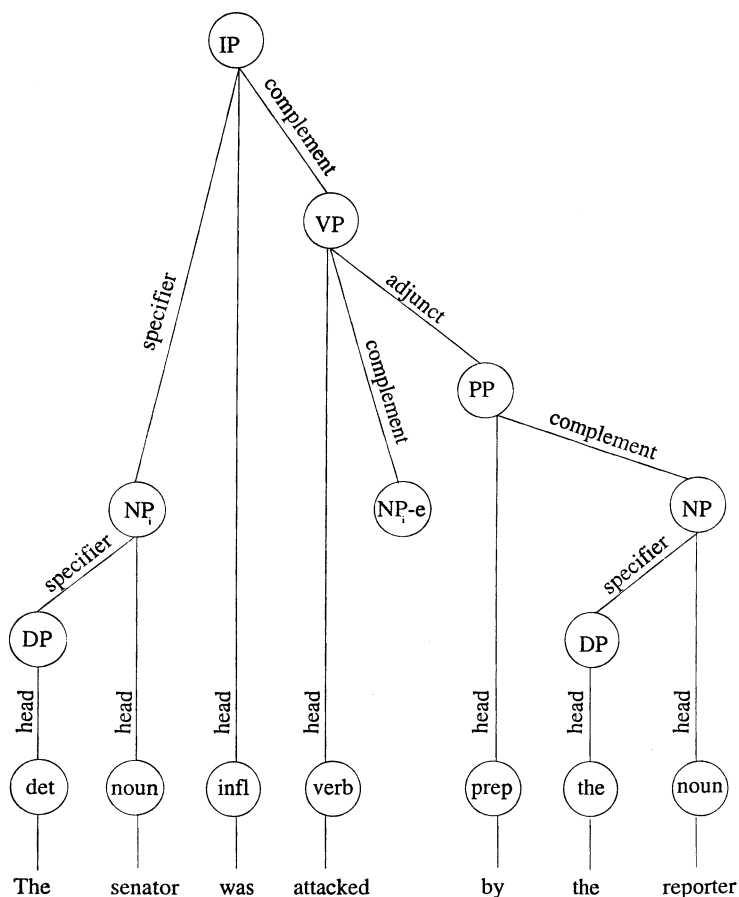 IP
complement
VP
specifier
adjunct
complement
PP
complement
NPi
NPi-e
NP
specifier
specifier
DP
DP
head
head
head
head
head
head
head
det
noun
infl
verb
prep
the
noun
The senator was attacked by the reporter